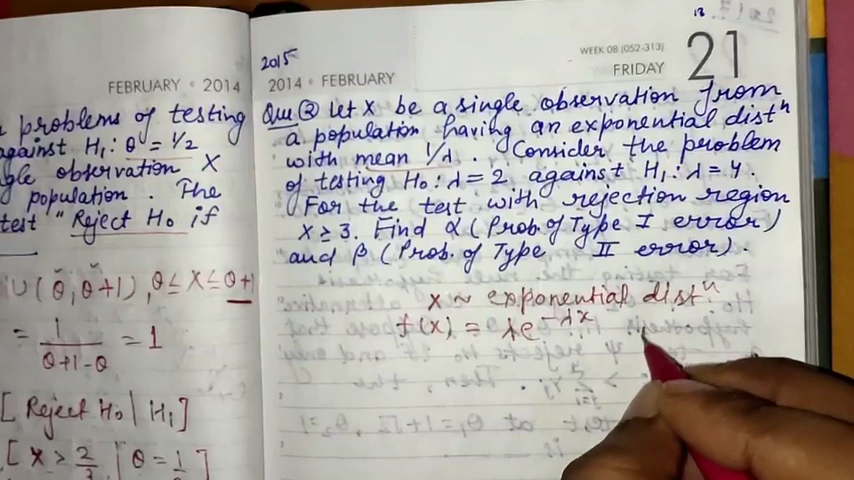 FEBRUARY • 2014
problems of testing
against H₁: θ = 1/2
gle observation X
population. The
test "Reject H₀ if
U(θ, θ+1), θ ≤ X ≤ θ+1
= 1/(θ+1-θ) = 1
[Reject H₀ | H₁]
[X > 2/3 | θ = 1/2]
2015
2014 • FEBRUARY
WEEK 08 (052-313)
FRIDAY
21
Que ② Let X be a single observation from
a population having an exponential distⁿ
with mean 1/λ. Consider the problem
of testing H₀: λ = 2 against H₁: λ = 4.
For the test with rejection region
X ≥ 3. Find α (Prob. of Type I error)
and β (Prob. of Type II error).
X ~ exponential distⁿ
f(x) = λe^{-λx}